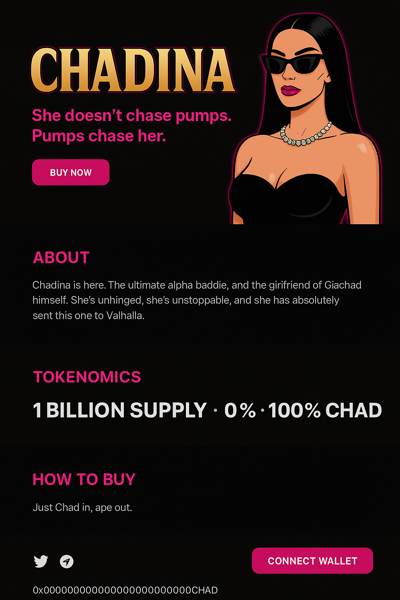 CHADINA
She doesn't chase pumps.
Pumps chase her.
BUY NOW
ABOUT
Chadina is here. The ultimate alpha baddie, and the girifriend of Giachad
himself. She's unhinged, she's unstoppable, and she has absolutely
sent this one to Valhalla.
TOKENOMICS
1 BILLION SUPPLY · 0% · 100% CHAD
HOW TO BUY
Just Chad in, ape out.
CONNECT WALLET
0x000000000000000000000000000CHAD